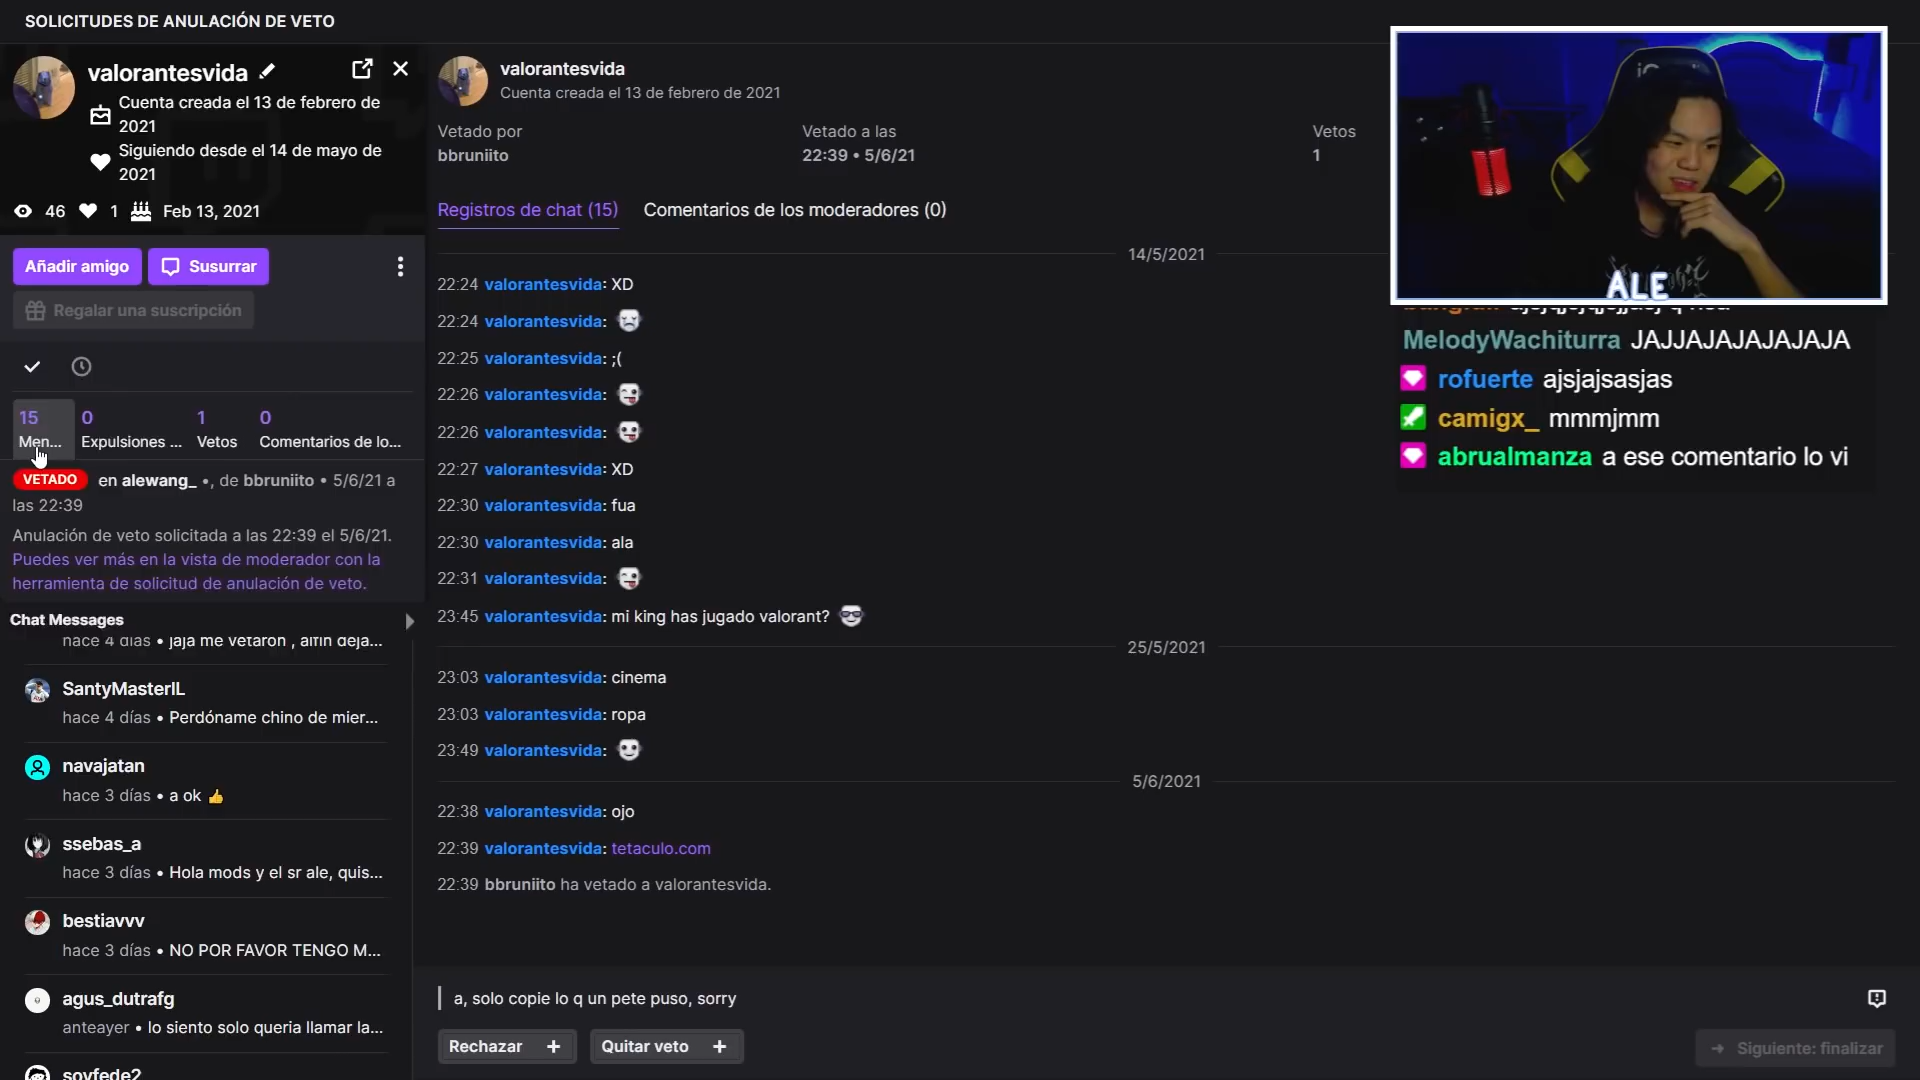 SOLICITUDES DE ANULACIÓN DE VETO
valorantesvida
Cuenta creada el 13 de febrero de
2021
Siguiendo desde el 14 de mayo de
2021
46 1 Feb 13, 2021
Añadir amigo
Susurrar
Regalar una suscripción
15 0 1 0
Men... Expulsiones ... Vetos Comentarios de lo...
VETADO en alewang_ •, de bbruniito • 5/6/21 a
las 22:39
Anulación de veto solicitada a las 22:39 el 5/6/21.
Puedes ver más en la vista de moderador con la
herramienta de solicitud de anulación de veto.
Chat Messages
hace 4 días • jaja me vetaron , alfin deja...
SantyMasterIL
hace 4 días • Perdóname chino de mier...
navajatan
hace 3 días • a ok 👍
ssebas_a
hace 3 días • Hola mods y el sr ale, quis...
bestiavvv
hace 3 días • NO POR FAVOR TENGO M...
agus_dutrafg
anteayer • lo siento solo queria llamar la...
soyfede2
valorantesvida
Cuenta creada el 13 de febrero de 2021
Vetado por Vetado a las Vetos
bbruniito 22:39 • 5/6/21 1
Registros de chat (15) Comentarios de los moderadores (0)
14/5/2021
22:24 valorantesvida: XD
22:24 valorantesvida:
22:25 valorantesvida: ;(
22:26 valorantesvida:
22:26 valorantesvida:
22:27 valorantesvida: XD
22:30 valorantesvida: fua
22:30 valorantesvida: ala
22:31 valorantesvida:
23:45 valorantesvida: mi king has jugado valorant?
25/5/2021
23:03 valorantesvida: cinema
23:03 valorantesvida: ropa
23:49 valorantesvida:
5/6/2021
22:38 valorantesvida: ojo
22:39 valorantesvida: tetaculo.com
22:39 bbruniito ha vetado a valorantesvida.
a, solo copie lo q un pete puso, sorry
Rechazar + Quitar veto +
Siguiente: finalizar
ALE
MelodyWachiturra JAJJAJAJAJAJAJA
rofuerte ajsjajsasjas
camigx_ mmmjmm
abrualmanza a ese comentario lo vi